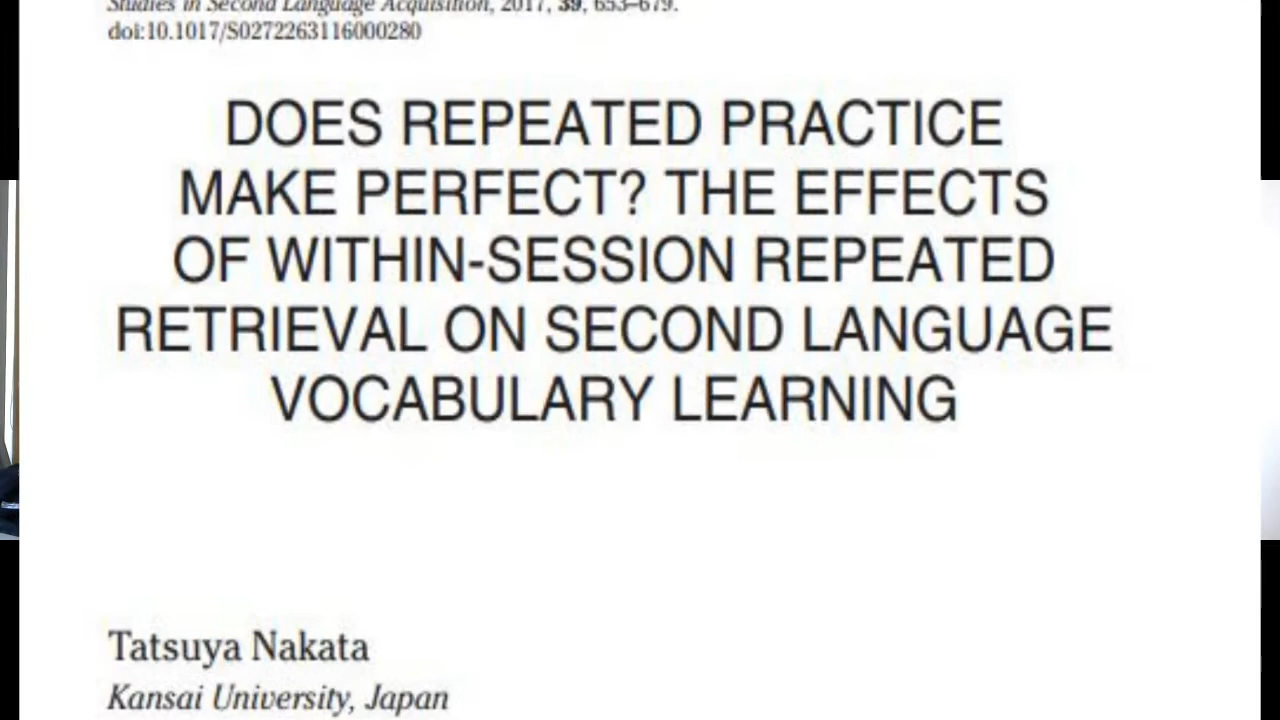 Studies in Second Language Acquisition, 2017, 39, 653–679.
doi:10.1017/S0272263116000280
DOES REPEATED PRACTICE
MAKE PERFECT? THE EFFECTS
OF WITHIN-SESSION REPEATED
RETRIEVAL ON SECOND LANGUAGE
VOCABULARY LEARNING
Tatsuya Nakata
Kansai University, Japan